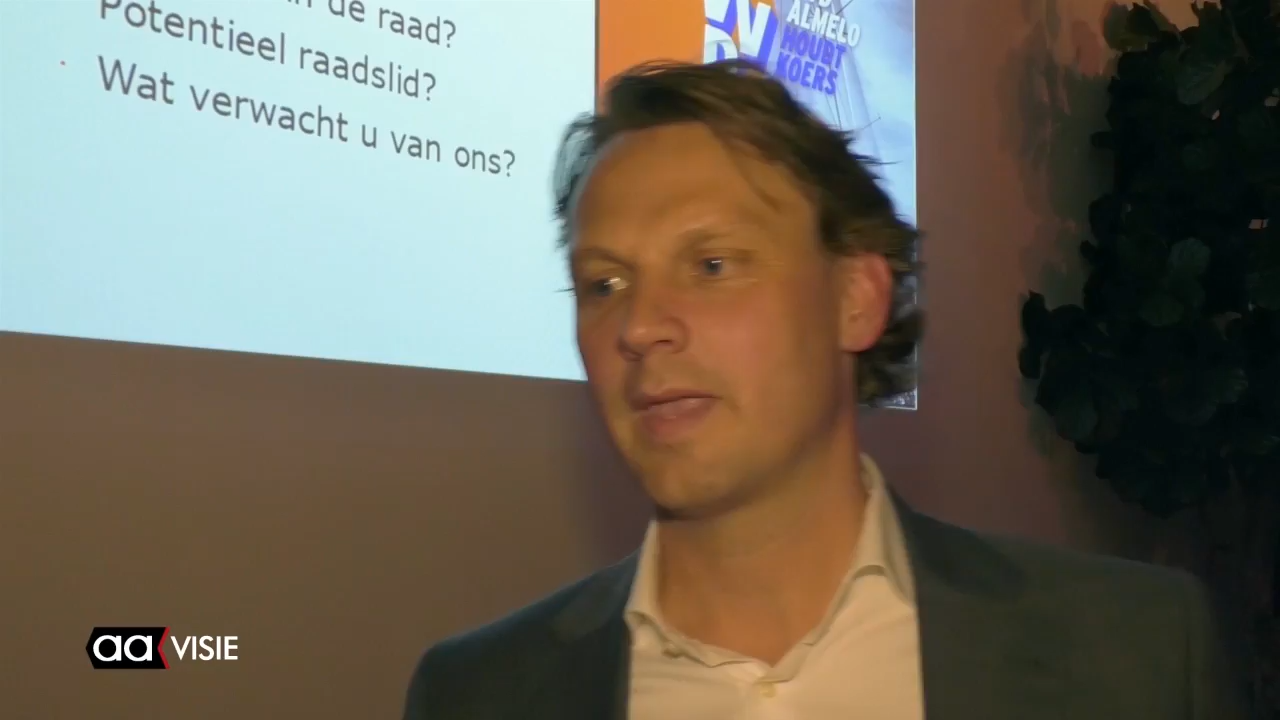 de raad?
Potentieel raadslid?
Wat verwacht u van ons?
ALMELO
HOUDT
KOERS
aa VISIE